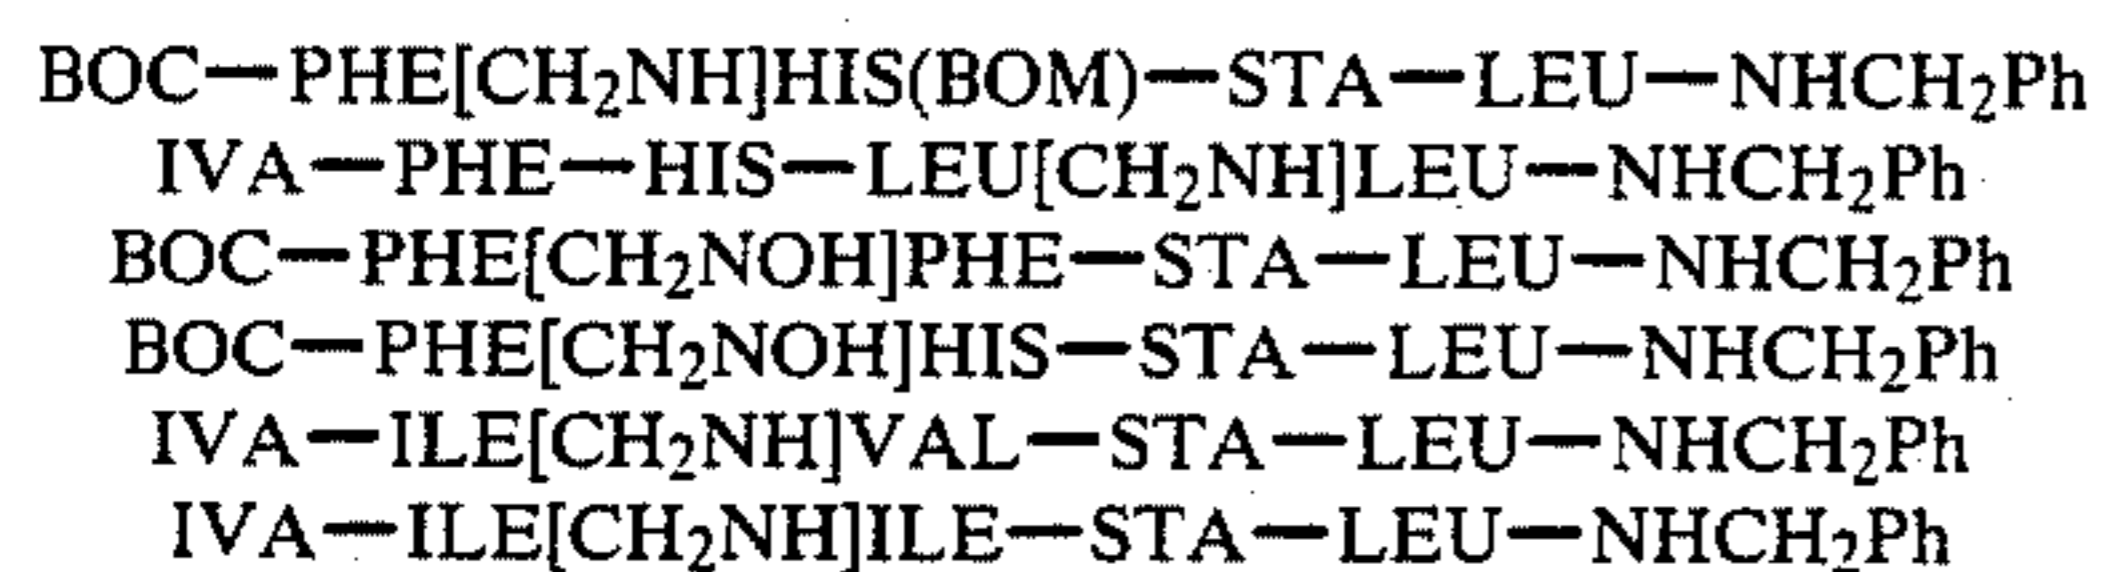 BOC—PHE[CH₂NH]HIS(BOM)—STA—LEU—NHCH₂Ph
IVA—PHE—HIS—LEU[CH₂NH]LEU—NHCH₂Ph
BOC—PHE[CH₂NOH]PHE—STA—LEU—NHCH₂Ph
BOC—PHE[CH₂NOH]HIS—STA—LEU—NHCH₂Ph
IVA—ILE[CH₂NH]VAL—STA—LEU—NHCH₂Ph
IVA—ILE[CH₂NH]ILE—STA—LEU—NHCH₂Ph